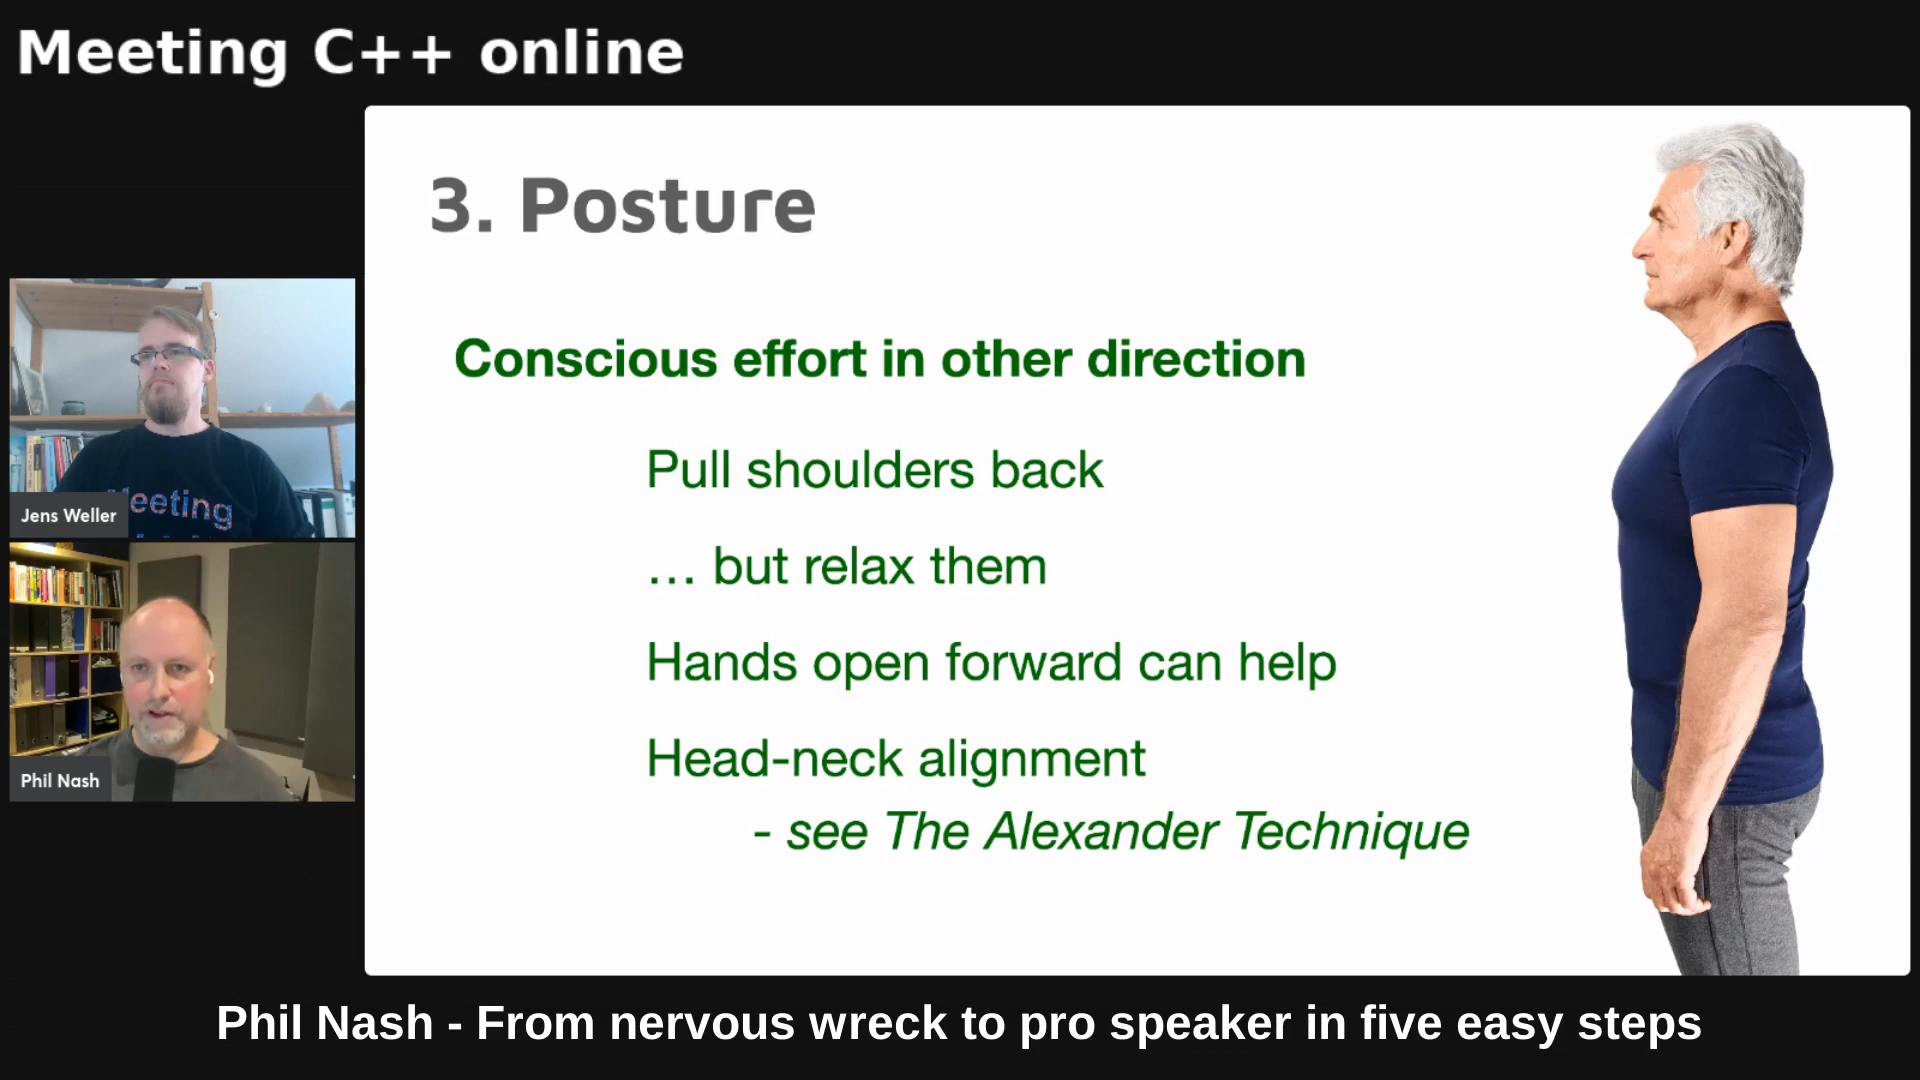 Meeting C++ online
3. Posture
Conscious effort in other direction
Pull shoulders back
… but relax them
Hands open forward can help
Head-neck alignment
- see The Alexander Technique
Meeting
Jens Weller
Phil Nash
Phil Nash - From nervous wreck to pro speaker in five easy steps